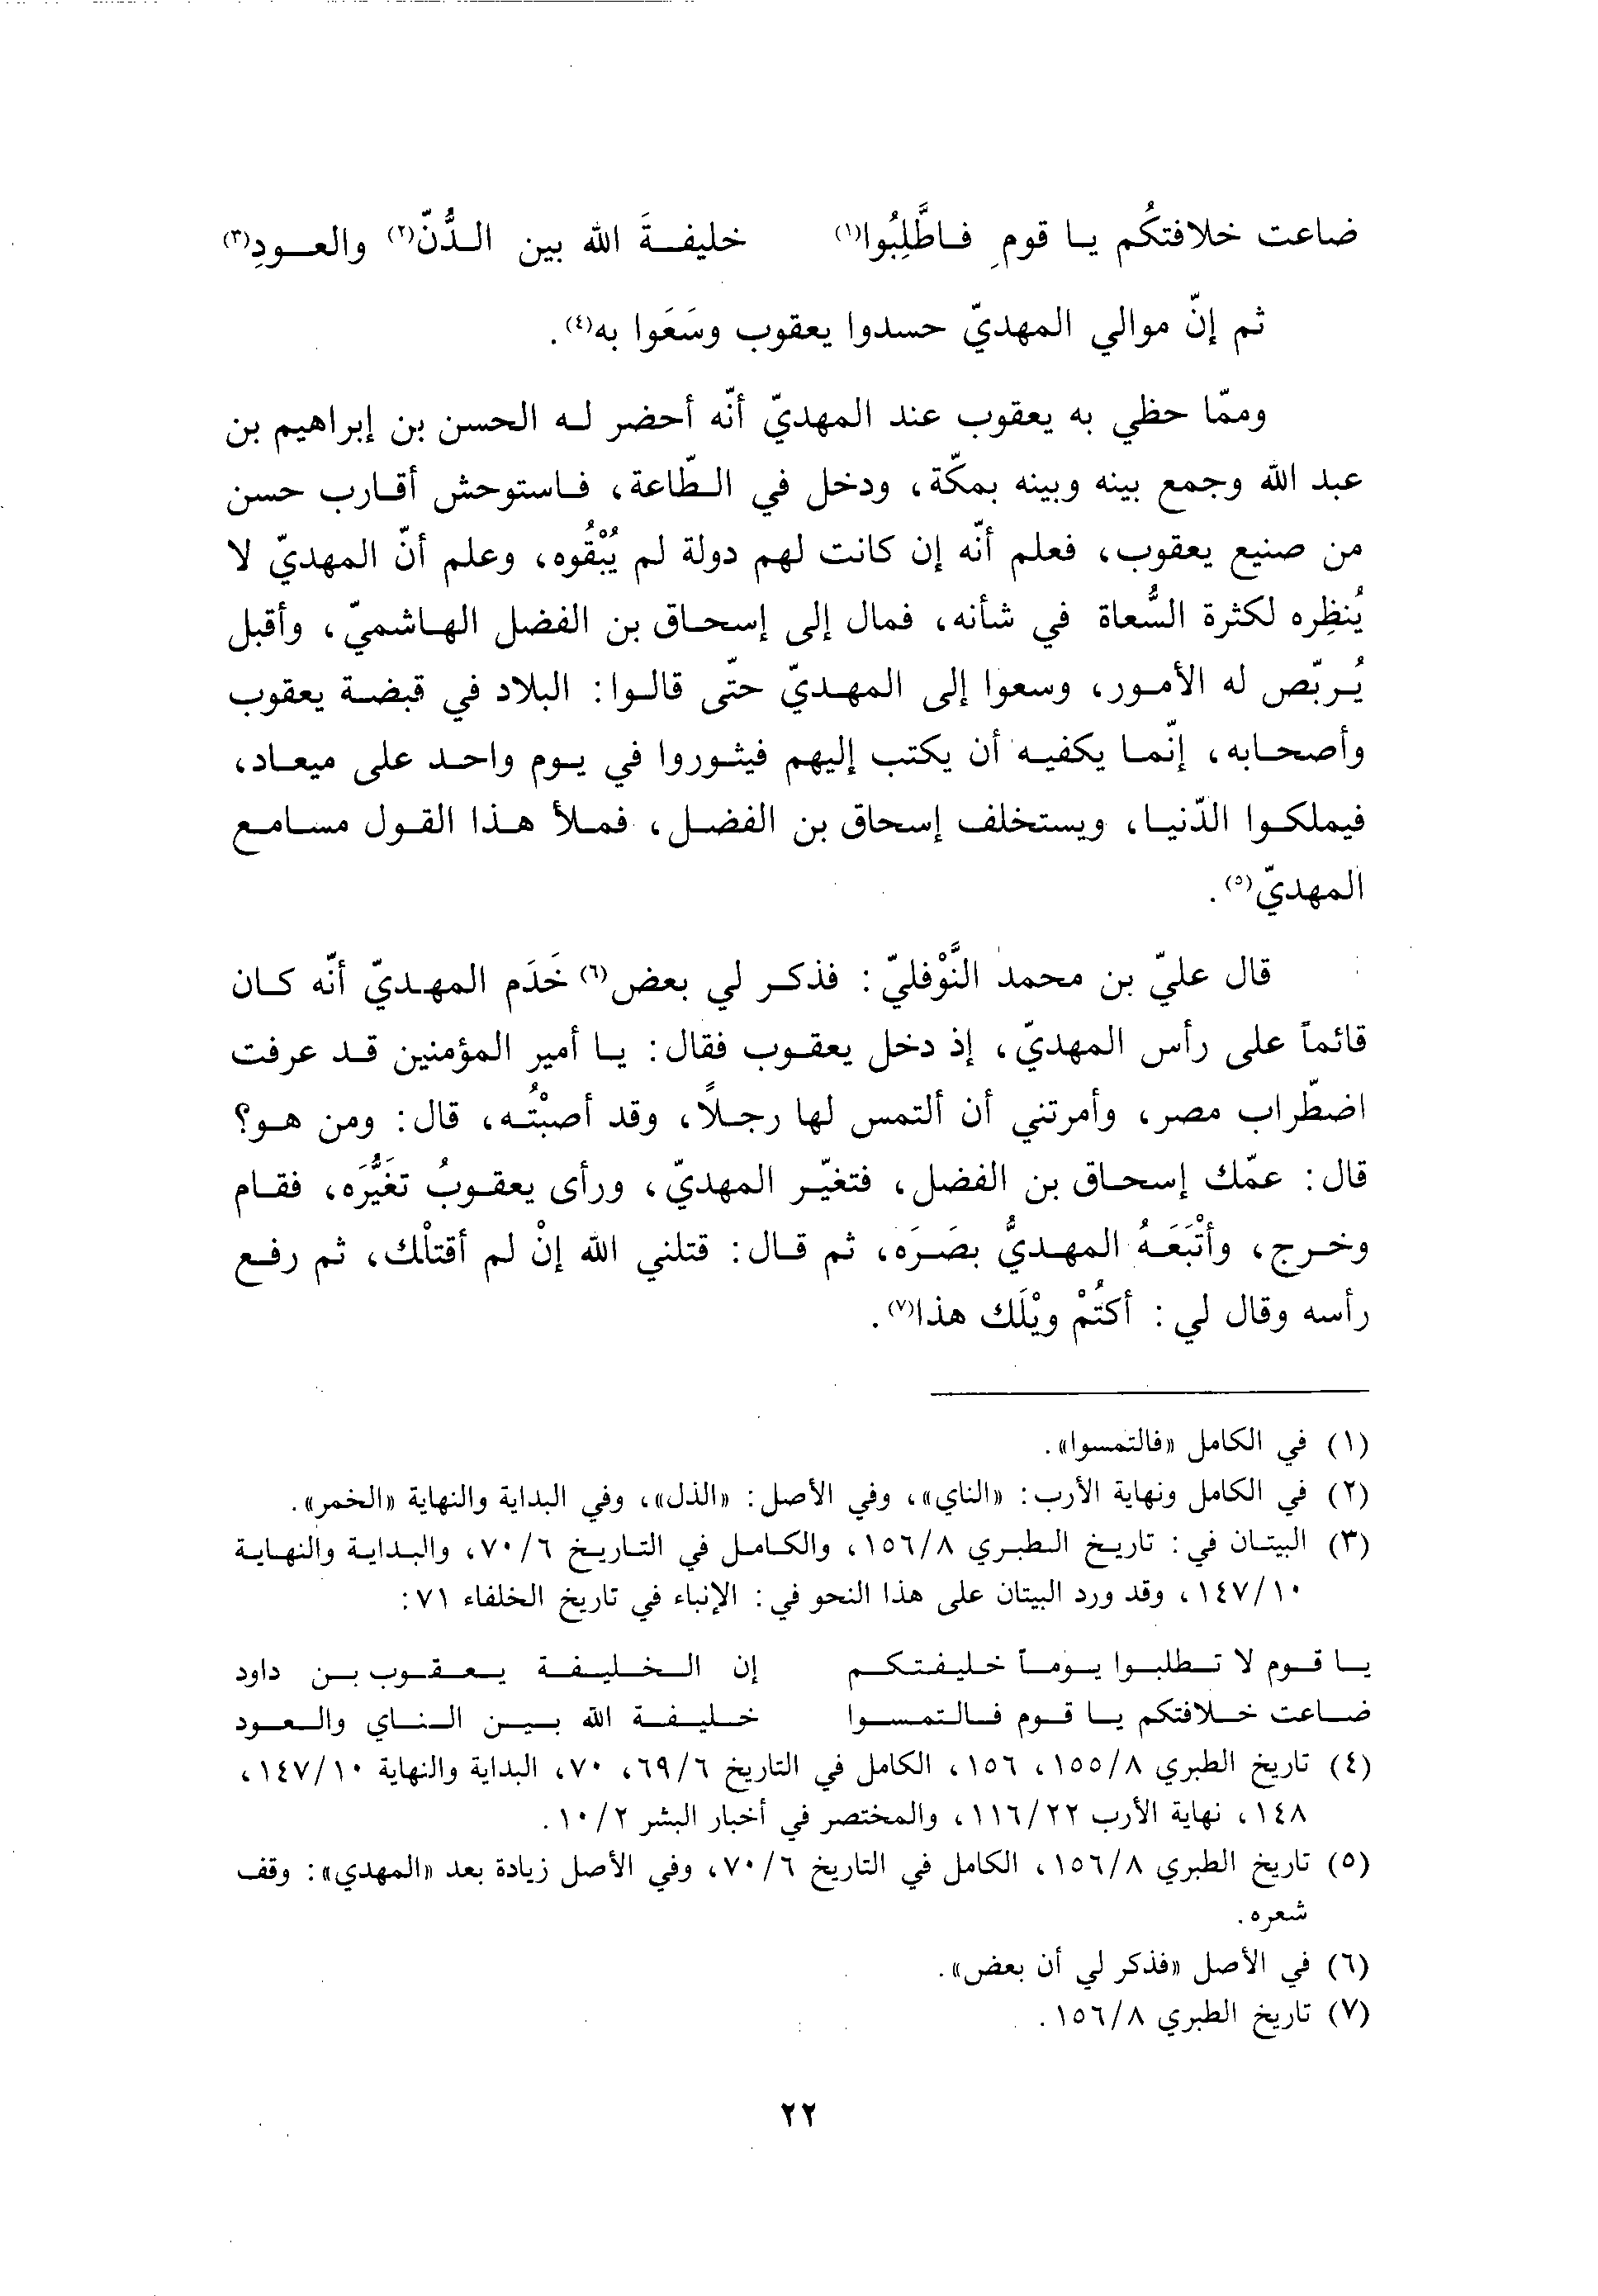 ضاعت خلافتكُم يا قومِ فاطَّلِبُوا(١) خليفةَ الله بين الدُّنّ(٢) والعودِ(٣)
ثم إنّ موالي المهديّ حسدوا يعقوب وسَعَوا به(٤).
وممّا حظي به يعقوب عند المهديّ أنّه أحضر له الحسن بن إبراهيم بن
عبد الله وجمع بينه وبينه بمكّة، ودخل في الطّاعة، فاستوحش أقارب حسن
من صنيع يعقوب، فعلم أنّه إن كانت لهم دولة لم يُبْقُوه، وعلم أنّ المهديّ لا
يُنظِره لكثرة السُّعاة في شأنه، فمال إلى إسحاق بن الفضل الهاشميّ، وأقبل
يُربّص له الأمور، وسعوا إلى المهديّ حتّى قالوا: البلاد في قبضة يعقوب
وأصحابه، إنّما يكفيه أن يكتب إليهم فيثوروا في يوم واحد على ميعاد،
فيملكوا الدّنيا، ويستخلف إسحاق بن الفضل، فملأ هذا القول مسامع
المهديّ(٥).
قال عليّ بن محمد النَّوْفليّ: فذكر لي بعض(٦) خَدَم المهديّ أنّه كان
قائماً على رأس المهديّ، إذ دخل يعقوب فقال: يا أمير المؤمنين قد عرفت
اضطّراب مصر، وأمرتني أن ألتمس لها رجلاً، وقد أصبْتُه، قال: ومن هو؟
قال: عمّك إسحاق بن الفضل، فتغيّر المهديّ، ورأى يعقوبُ تغَيُّرَه، فقام
وخرج، وأتْبَعَهُ المهديُّ بصَرَه، ثم قال: قتلني الله إنْ لم أقتلْك، ثم رفع
رأسه وقال لي: أكتُمْ ويْلَك هذا(٧).
(١) في الكامل «فالتمسوا».
(٢) في الكامل ونهاية الأرب: «الناي»، وفي الأصل: «الذل»، وفي البداية والنهاية «الخمر».
(٣) البيتان في: تاريخ الطبري ١٥٦/٨، والكامل في التاريخ ٧٠/٦، والبداية والنهاية
١٤٧/١٠، وقد ورد البيتان على هذا النحو في: الإنباء في تاريخ الخلفاء ٧١:
يا قوم لا تطلبوا يوماً خليفتكم إن الخليفة يعقوب بن داود
ضاعت خلافتكم يا قوم فالتمسوا خليفة الله بين الناي والعود
(٤) تاريخ الطبري ١٥٥/٨، ١٥٦، الكامل في التاريخ ٦٩/٦، ٧٠، البداية والنهاية ١٤٧/١٠،
١٤٨، نهاية الأرب ١١٦/٢٢، والمختصر في أخبار البشر ١٠/٢.
(٥) تاريخ الطبري ١٥٦/٨، الكامل في التاريخ ٧٠/٦، وفي الأصل زيادة بعد «المهدي»: وقف
شعره.
(٦) في الأصل «فذكر لي أن بعض».
(٧) تاريخ الطبري ١٥٦/٨.
٢٢